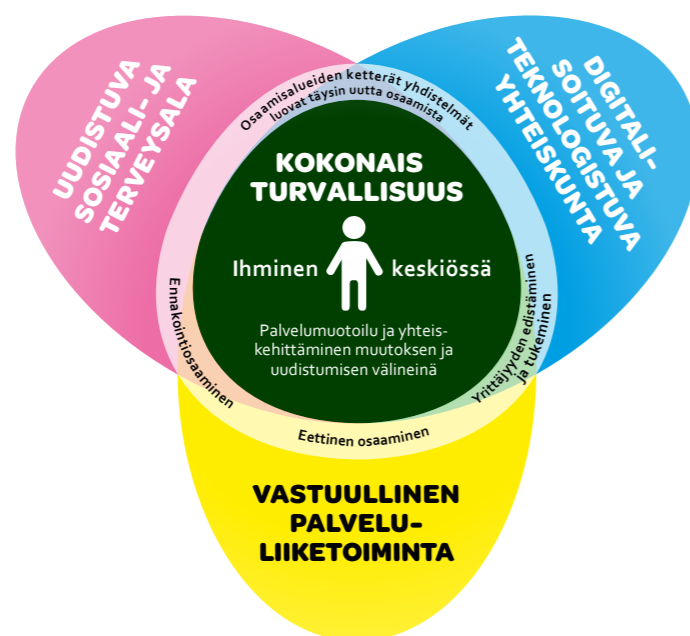 UUDISTUVA
SOSIAALI- JA
TERVEYSALA
DIGITALI-
SOITUVA JA
TEKNOLOGISTUVA
YHTEISKUNTA
Osaamisalueiden ketterät yhdistelmät
luovat täysin uutta osaamista
KOKONAIS
TURVALLISUUS
Ihminen keskiössä
Palvelumuotoilu ja yhteis-
kehittäminen muutoksen ja
uudistumisen välineinä
Ennakointiosaaminen
Yrittäjyyden edistäminen
ja tukeminen
Eettinen osaaminen
VASTUULLINEN
PALVELU-
LIIKETOIMINTA